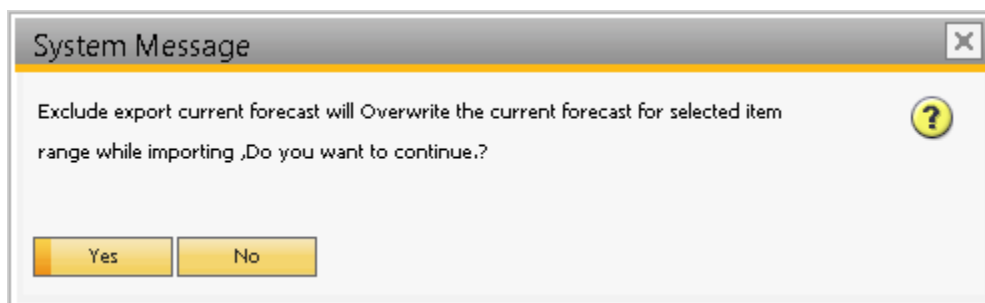 System Message
Exclude export current forecast will Overwrite the current forecast for selected item
range while importing ,Do you want to continue.?
?
Yes No